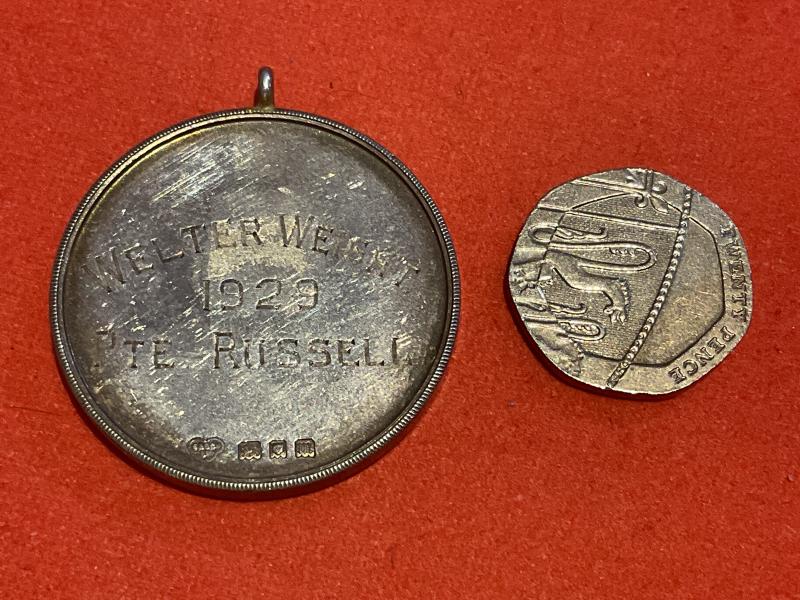 WELTER WEIGHT
1929
PTE RUSSELL
TWENTY PENCE